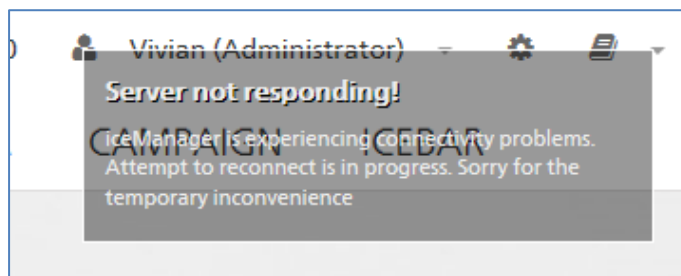 Vivian (Administrator)
Server not responding!
CAMPAIGN ICEBAR
iceManager is experiencing connectivity problems.
Attempt to reconnect is in progress. Sorry for the
temporary inconvenience